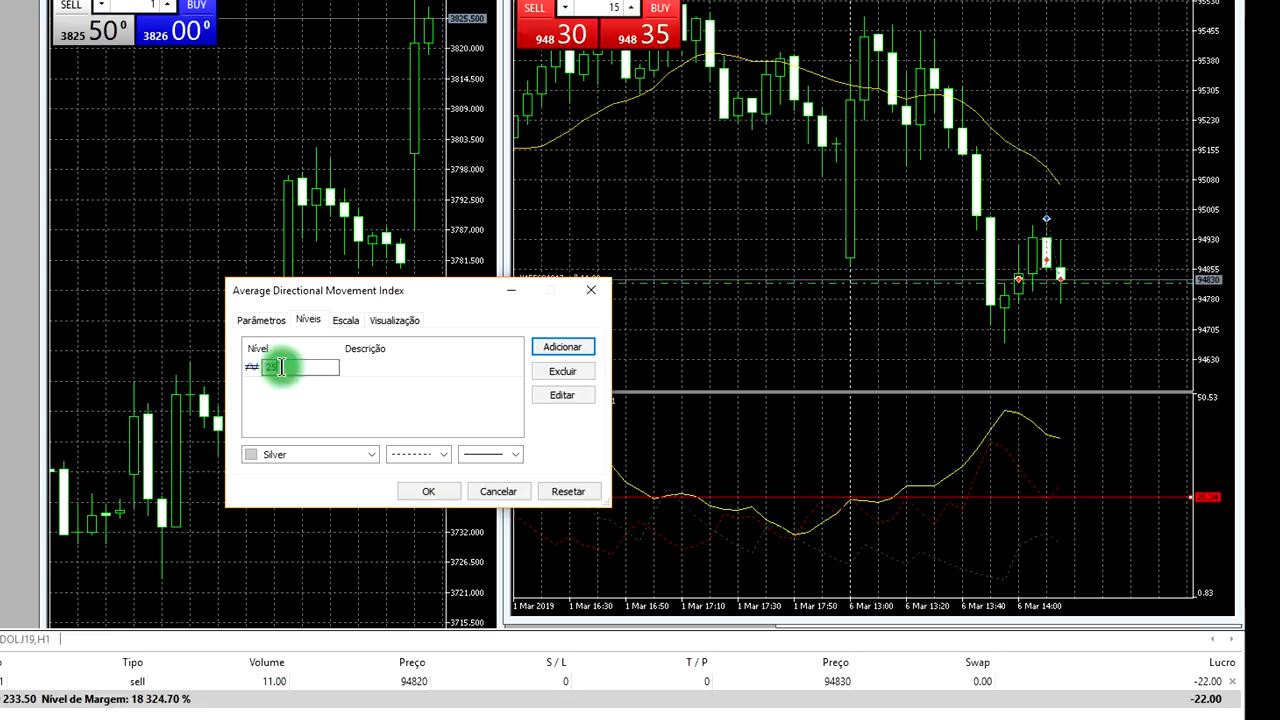 SELL 1 BUY
3825 50⁰ 3826 00⁰
3825.500
3820.000
3814.500
3809.000
3803.500
3798.000
3792.500
3787.000
3781.500
3732.000
3726.500
3721.000
3715.500
SELL 15 BUY
948 30 948 35
95530
95455
95380
95305
95230
95155
95080
95005
94930
94855
94830
94780
94705
94630
50.53
0.83
1 Mar 2019 1 Mar 16:30 1 Mar 16:50 1 Mar 17:10 1 Mar 17:30 1 Mar 17:50 6 Mar 13:00 6 Mar 13:20 6 Mar 13:40 6 Mar 14:00
Average Directional Movement Index
Parâmetros Níveis Escala Visualização
Nível Descrição
25
Adicionar
Excluir
Editar
Silver
OK Cancelar Resetar
DOLJ19,H1
Tipo Volume Preço S / L T / P Preço Swap Lucro
sell 11.00 94820 0 0 94830 0.00 -22.00
233.50 Nível de Margem: 18 324.70 % -22.00